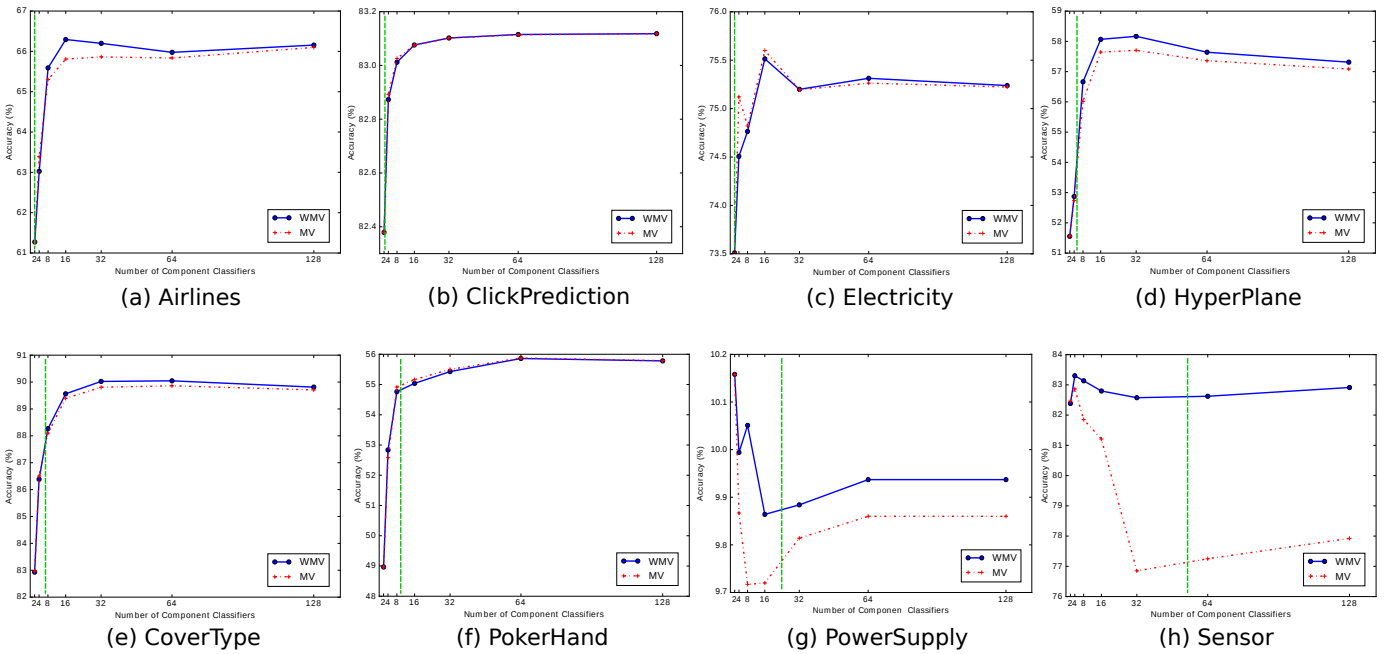 67
66
65
64
63
62
61
Accuracy (%)
WMV
MV
2 4 8 16 32 64 128
Number of Component Classifiers
(a) Airlines
83.2
83.0
82.8
82.6
82.4
Accuracy (%)
WMV
MV
2 4 8 16 32 64 128
Number of Component Classifiers
(b) ClickPrediction
76.0
75.5
75.0
74.5
74.0
73.5
Accuracy (%)
WMV
MV
2 4 8 16 32 64 128
Number of Component Classifiers
(c) Electricity
59
58
57
56
55
54
53
52
51
Accuracy (%)
WMV
MV
2 4 8 16 32 64 128
Number of Component Classifiers
(d) HyperPlane
91
90
89
88
87
86
85
84
83
82
Accuracy (%)
WMV
MV
2 4 8 16 32 64 128
Number of Component Classifiers
(e) CoverType
56
55
54
53
52
51
50
49
48
Accuracy (%)
WMV
MV
2 4 8 16 32 64 128
Number of Component Classifiers
(f) PokerHand
10.2
10.1
10.0
9.9
9.8
9.7
Accuracy (%)
WMV
MV
2 4 8 16 32 64 128
Number of Component Classifiers
(g) PowerSupply
84
83
82
81
80
79
78
77
76
Accuracy (%)
WMV
MV
2 4 8 16 32 64 128
Number of Component Classifiers
(h) Sensor